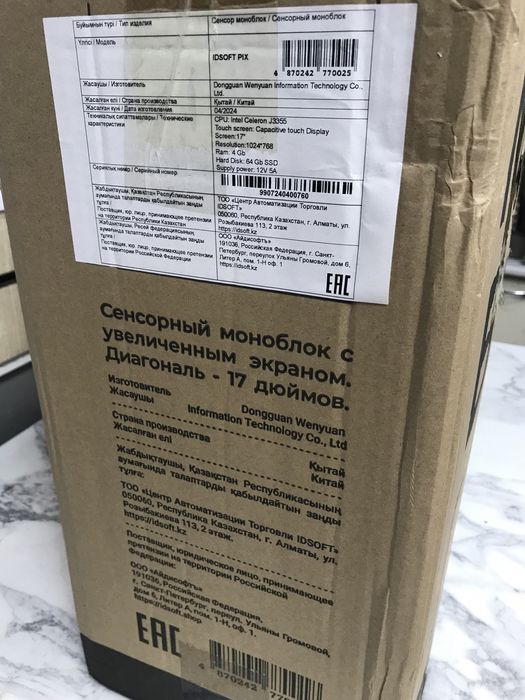 Бұйымның түрі / Тип изделия Сенсор моноблок / Сенсорный моноблок
Үлгісі / Модель IDSOFT PIX
4 870242 770025
Жасаушы / Изготовитель Dongguan Wenyuan Information Technology Co., Ltd.
Жасалған елі / Страна производства Қытай / Китай
Жасалған күні / Дата изготовления 04/2024
Техникалық сипаттамалары / Технические характеристики
CPU: Intel Celeron J3355
Touch screen: Capacitive touch Display
Screen:17"
Resolution:1024*768
Ram: 4 Gb
Hard Disk: 64 Gb SSD
Supply power: 12V 5A
Сериялық нөмір / Серийный номер
9907240400760
Жабдықтаушы, Қазақстан Республикасының
аумағында талаптарды қабылдайтын заңды
тұлға /
Поставщик, юр. лицо, принимающее претензии
на территории Республики Казахстан
ТОО «Центр Автоматизации Торговли
IDSOFT»
050060, Республика Казахстан, г. Алматы, ул.
Розыбакиева 113, 2 этаж
https://idsoft.kz
Жабдықтаушы, Ресей федерациясының
аумағында талаптарды қабылдайтын заңды
тұлға /
Поставщик, юр. лицо, принимающее претензии
на территории Российской Федерации
ООО «Айдисофть»
191036, Российская Федерация, г. Санкт-
Петербург, переулок Ульяны Громовой, дом 6,
Литер А, пом. 1-Н оф. 1
https://idsoft.kz
EAC
Сенсорный моноблок с
увеличенным экраном.
Диагональ - 17 дюймов.
Изготовитель Dongguan Wenyuan
Жасаушы Information Technology Co., Ltd
Страна производства Қытай
Жасалған елі Китай
Жабдықтаушы, Қазақстан Республикасының
аумағында талаптарды қабылдайтын заңды
тұлға:
ТОО «Центр Автоматизации Торговли IDSOFT»
050060, Республика Казахстан, г. Алматы, ул.
Розыбакиева 113, 2 этаж.
https://idsoft.kz
Поставщик, юридическое лицо, принимающее
претензии на территории Российской
Федерации:
ООО «Айдисофть»
191036, Российская Федерация,
г. Санкт-Петербург, переулок Ульяны Громовой,
дом 6, Литер А, пом. 1-Н, оф. 1.
https://idsoft.shop
EAC
4 870242 770